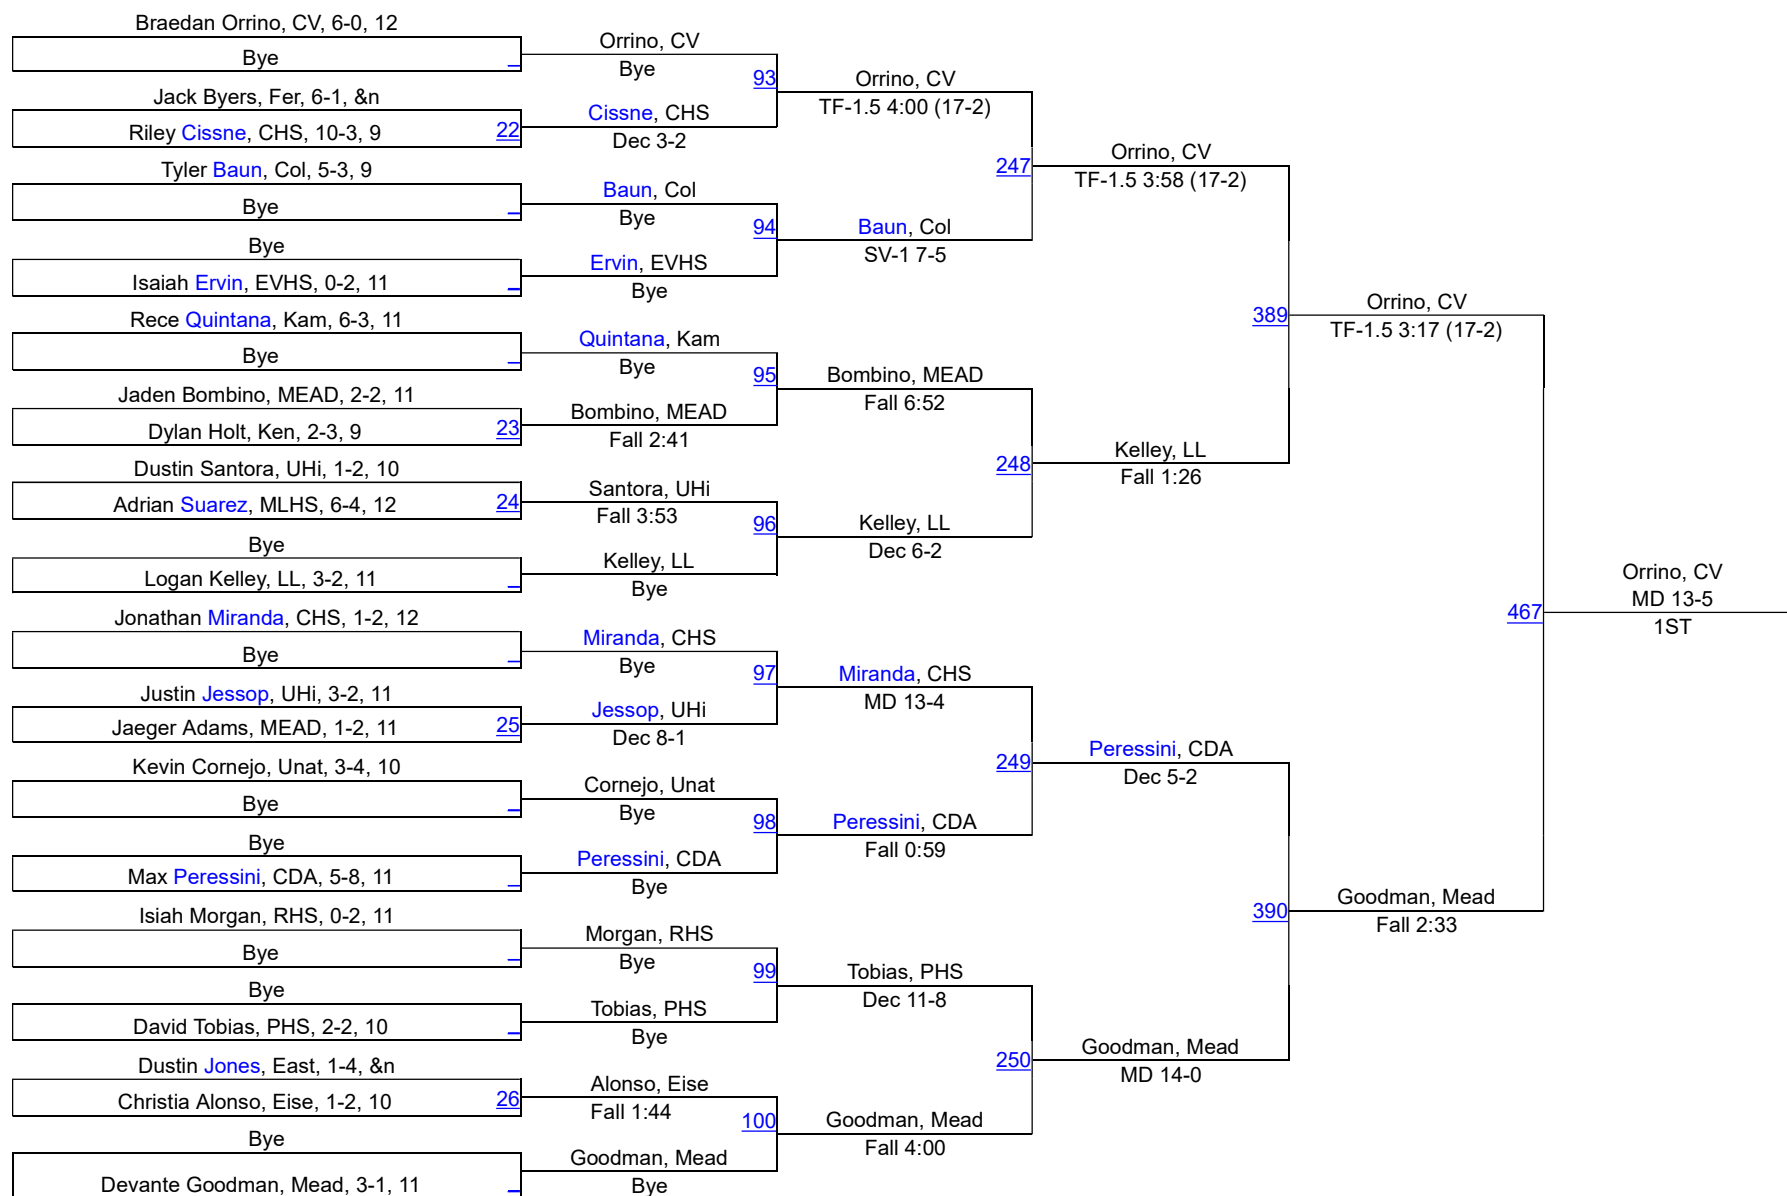 Braedan Orrino, CV, 6-0, 12
Bye
Jack Byers, Fer, 6-1, &n
Riley Cissne, CHS, 10-3, 9
22
Tyler Baun, Col, 5-3, 9
Bye
Bye
Isaiah Ervin, EVHS, 0-2, 11
Rece Quintana, Kam, 6-3, 11
Bye
Jaden Bombino, MEAD, 2-2, 11
Dylan Holt, Ken, 2-3, 9
23
Dustin Santora, UHi, 1-2, 10
Adrian Suarez, MLHS, 6-4, 12
24
Bye
Logan Kelley, LL, 3-2, 11
Jonathan Miranda, CHS, 1-2, 12
Bye
Justin Jessop, UHi, 3-2, 11
Jaeger Adams, MEAD, 1-2, 11
25
Kevin Cornejo, Unat, 3-4, 10
Bye
Bye
Max Peressini, CDA, 5-8, 11
Isiah Morgan, RHS, 0-2, 11
Bye
Bye
David Tobias, PHS, 2-2, 10
Dustin Jones, East, 1-4, &n
Christia Alonso, Eise, 1-2, 10
26
Bye
Devante Goodman, Mead, 3-1, 11
Orrino, CV
Bye
93
Cissne, CHS
Dec 3-2
Baun, Col
Bye
94
Ervin, EVHS
Bye
Quintana, Kam
Bye
95
Bombino, MEAD
Fall 2:41
Santora, UHi
Fall 3:53
96
Kelley, LL
Bye
Miranda, CHS
Bye
97
Jessop, UHi
Dec 8-1
Cornejo, Unat
Bye
98
Peressini, CDA
Bye
Morgan, RHS
Bye
99
Tobias, PHS
Bye
Alonso, Eise
Fall 1:44
100
Goodman, Mead
Bye
Orrino, CV
TF-1.5 4:00 (17-2)
247
Baun, Col
SV-1 7-5
Bombino, MEAD
Fall 6:52
248
Kelley, LL
Dec 6-2
Miranda, CHS
MD 13-4
249
Peressini, CDA
Fall 0:59
Tobias, PHS
Dec 11-8
250
Goodman, Mead
Fall 4:00
Orrino, CV
TF-1.5 3:58 (17-2)
389
Kelley, LL
Fall 1:26
Peressini, CDA
Dec 5-2
390
Goodman, Mead
MD 14-0
Orrino, CV
TF-1.5 3:17 (17-2)
467
Goodman, Mead
Fall 2:33
Orrino, CV
MD 13-5
1ST